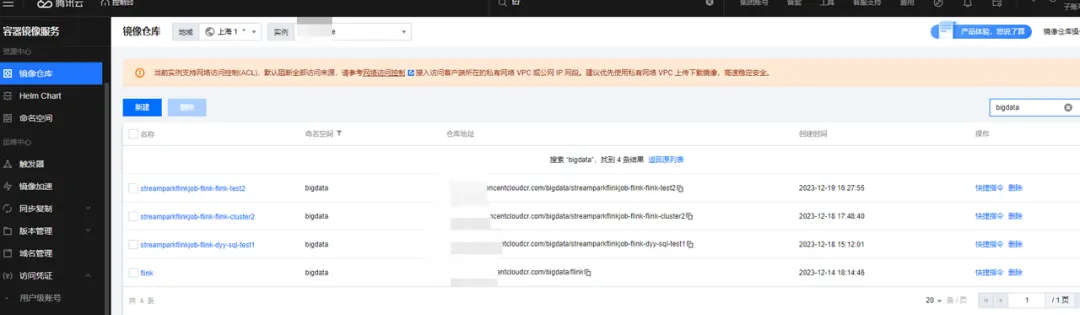 腾讯云 控制台 tcr 集团账号 备案 工具 客服支持 费用
子账号
容器镜像服务 镜像仓库 地域 上海 1 实例 产品体验,您说了算
资源中心
镜像仓库
Helm Chart
命名空间
运维中心
触发器
镜像加速
同步复制
版本管理
域名管理
访问凭证
用户级账号
当前实例支持网络访问控制(ACL),默认阻断全部访问来源,请参考网络访问控制 接入访问客户端所在的私有网络 VPC 或公网 IP 网段。建议优先使用私有网络 VPC 上传下载镜像,高速稳定安全。
新建 删除 bigdata
名称 命名空间 仓库地址 创建时间 操作
搜索 "bigdata",找到 4 条结果 返回原列表
streamparkflinkjob-flink-flink-test2 bigdata encentcloudcr.com/bigdata/streamparkflinkjob-flink-flink-test2 2023-12-19 16:27:55 快捷指令 删除
streamparkflinkjob-flink-flink-cluster2 bigdata encentcloudcr.com/bigdata/streamparkflinkjob-flink-flink-cluster2 2023-12-18 17:48:40 快捷指令 删除
streamparkflinkjob-flink-dyy-sql-test1 bigdata encentcloudcr.com/bigdata/streamparkflinkjob-flink-dyy-sql-test1 2023-12-18 15:12:01 快捷指令 删除
flink bigdata encentcloudcr.com/bigdata/flink 2023-12-14 18:14:46 快捷指令 删除
共 4 条 20 条 / 页 1 / 1 页